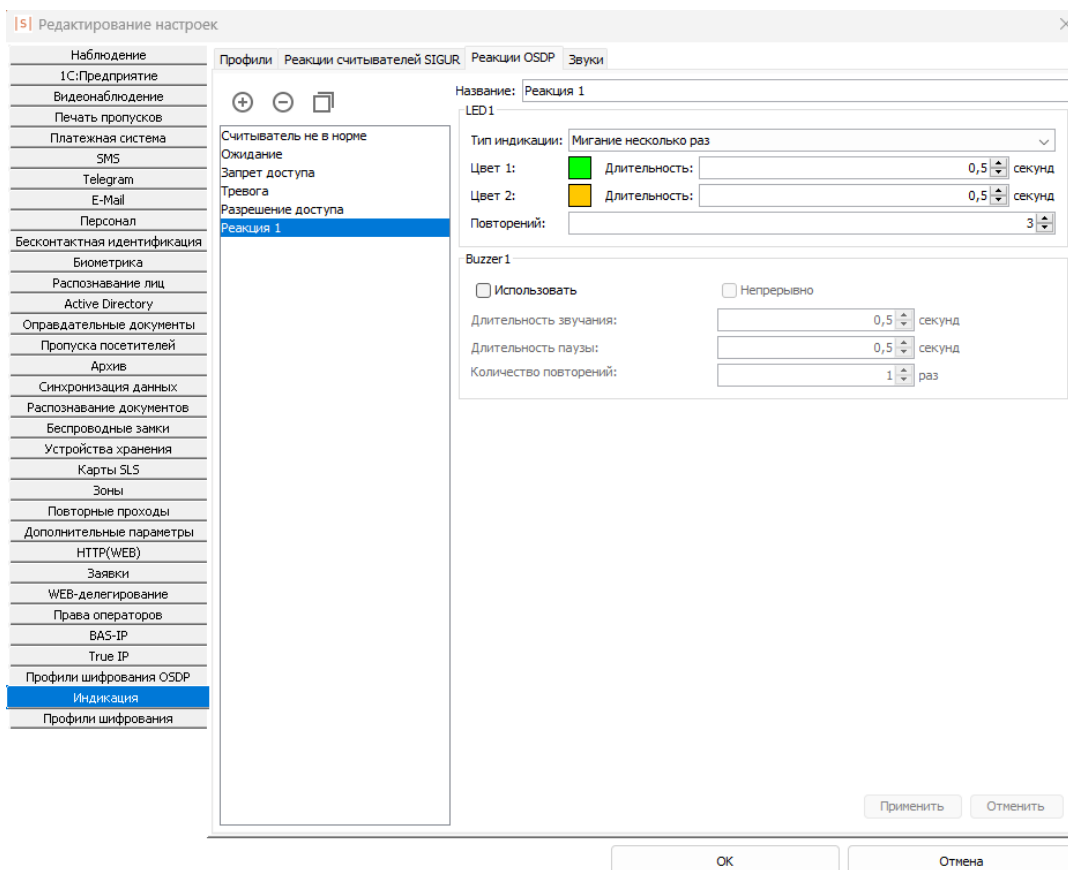 |S| Редактирование настроек
Наблюдение
1С:Предприятие
Видеонаблюдение
Печать пропусков
Платежная система
SMS
Telegram
E-Mail
Персонал
Бесконтактная идентификация
Биометрика
Распознавание лиц
Active Directory
Оправдательные документы
Пропуска посетителей
Архив
Синхронизация данных
Распознавание документов
Беспроводные замки
Устройства хранения
Карты SLS
Зоны
Повторные проходы
Дополнительные параметры
HTTP(WEB)
Заявки
WEB-делегирование
Права операторов
BAS-IP
True IP
Профили шифрования OSDP
Индикация
Профили шифрования
Профили Реакции считывателей SIGUR Реакции OSDP Звуки
Считыватель не в норме
Ожидание
Запрет доступа
Тревога
Разрешение доступа
Реакция 1
Название: Реакция 1
LED1
Тип индикации: Мигание несколько раз
Цвет 1: Длительность: 0,5 секунд
Цвет 2: Длительность: 0,5 секунд
Повторений: 3
Buzzer1
Использовать Непрерывно
Длительность звучания: 0,5 секунд
Длительность паузы: 0,5 секунд
Количество повторений: 1 раз
Применить Отменить
OK Отмена